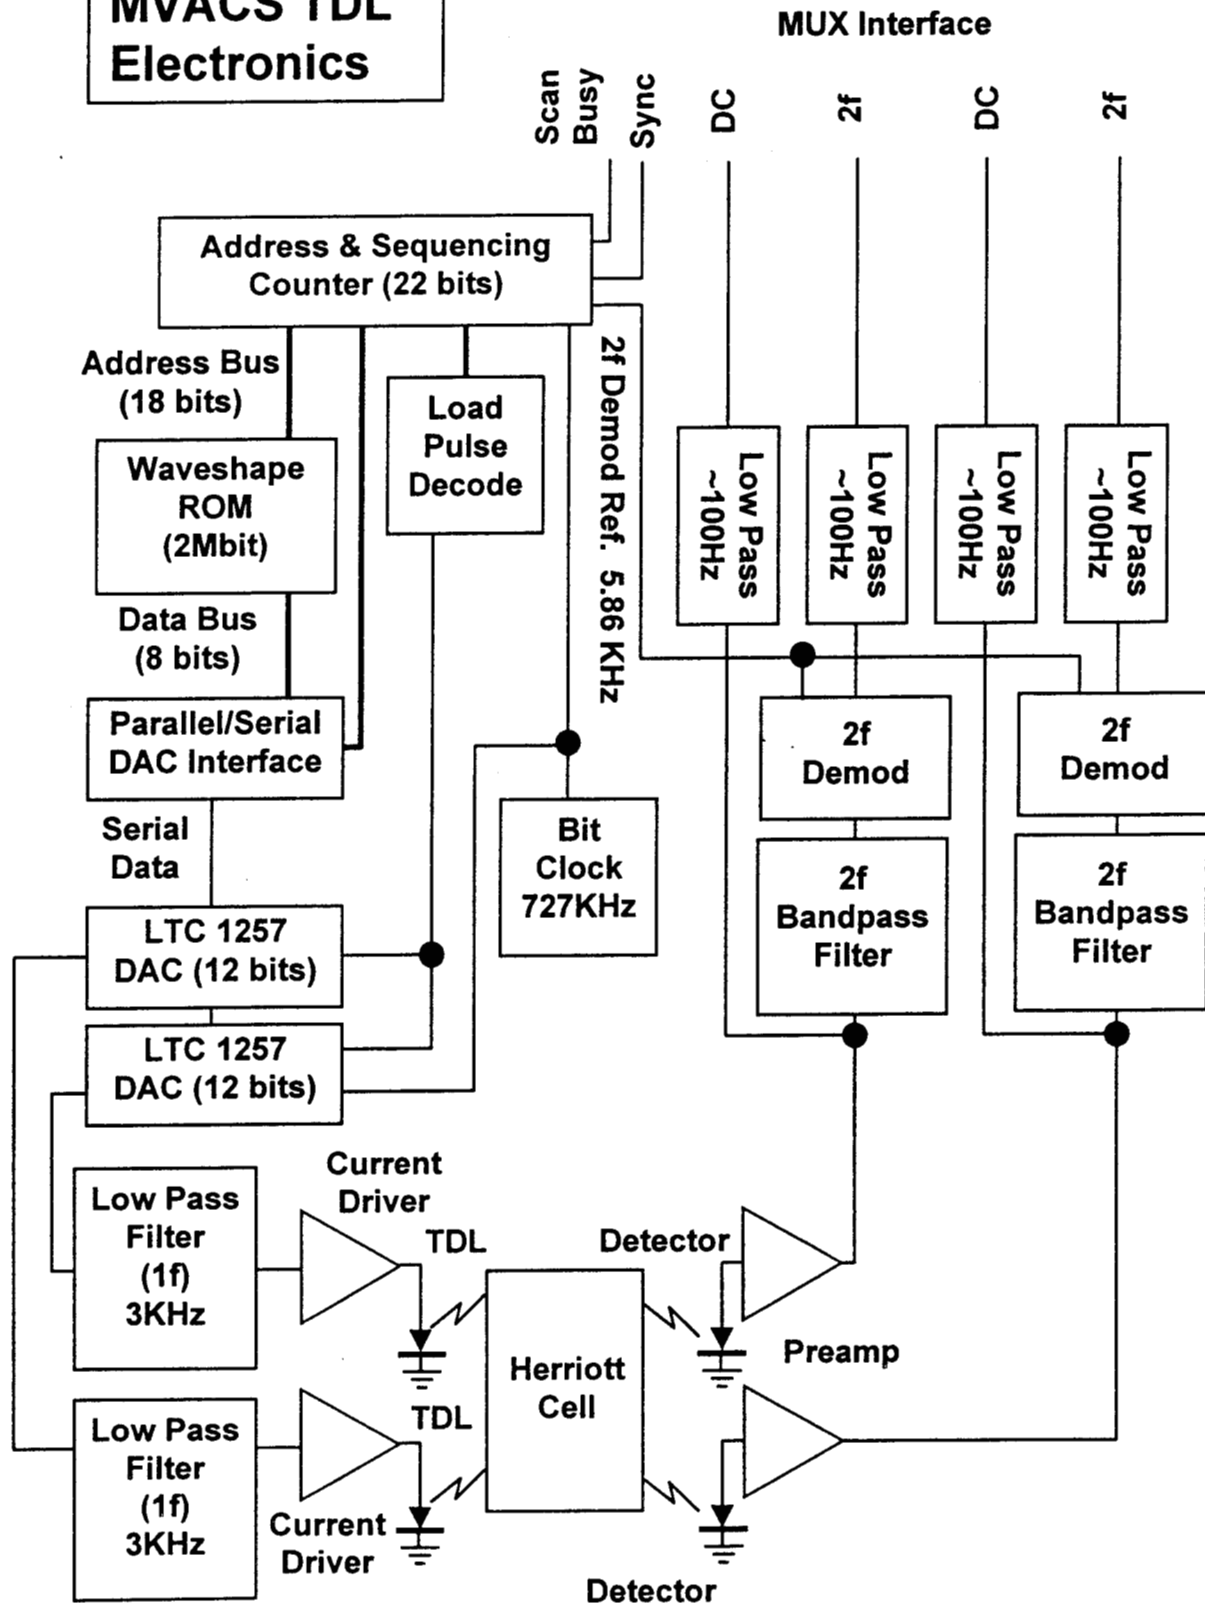 MVACS TDL
Electronics
MUX Interface
Scan
Busy
Sync
DC
2f
DC
2f
Address & Sequencing
Counter (22 bits)
Address Bus
(18 bits)
Load
Pulse
Decode
2f Demod Ref. 5.86 KHz
Low Pass
~100Hz
Low Pass
~100Hz
Low Pass
~100Hz
Low Pass
~100Hz
Waveshape
ROM
(2Mbit)
Data Bus
(8 bits)
Parallel/Serial
DAC Interface
2f
Demod
2f
Demod
Serial
Data
Bit
Clock
727KHz
2f
Bandpass
Filter
2f
Bandpass
Filter
LTC 1257
DAC (12 bits)
LTC 1257
DAC (12 bits)
Low Pass
Filter
(1f)
3KHz
Current
Driver
TDL
Detector
Herriott
Cell
Preamp
Low Pass
Filter
(1f)
3KHz
TDL
Current
Driver
Detector